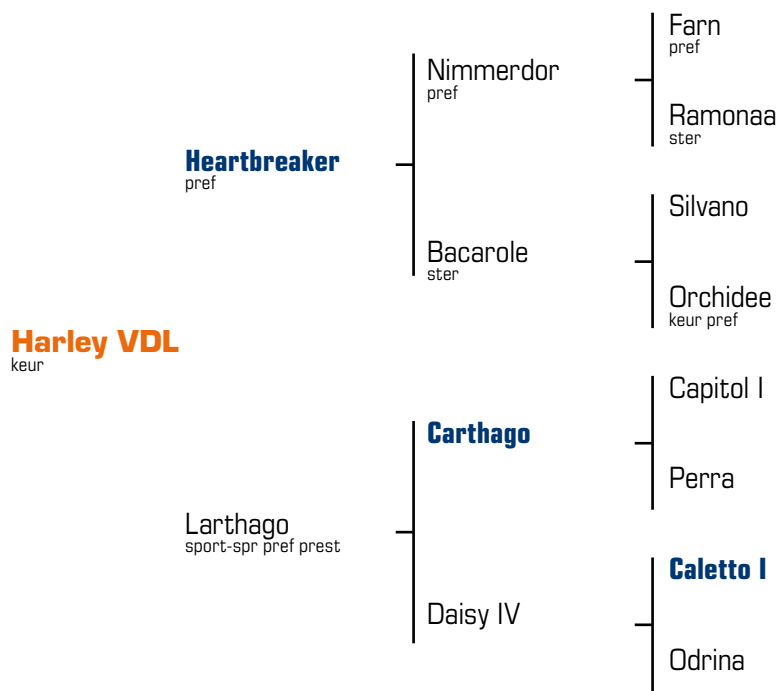 Farn
pref
Nimmerdor
pref
Ramonaa
ster
Heartbreaker
pref
Silvano
Bacarole
ster
Orchidee
keur pref
Harley VDL
keur
Capitol I
Carthago
Perra
Larthago
sport-spr pref prest
Caletto I
Daisy IV
Odrina